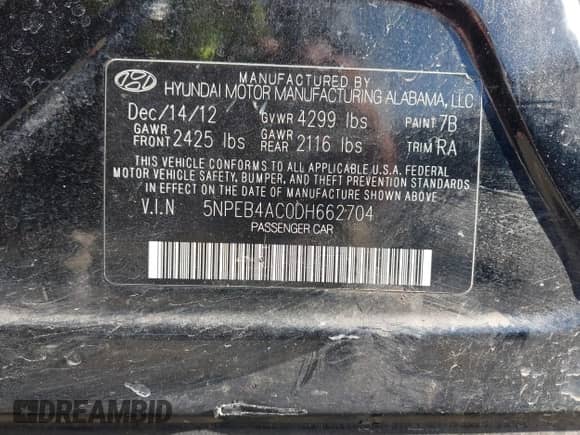 MANUFACTURED BY
HYUNDAI MOTOR MANUFACTURING ALABAMA, LLC
Dec/14/12 GVWR 4299 lbs PAINT 7B
GAWR FRONT 2425 lbs GAWR REAR 2116 lbs TRIM RA
THIS VEHICLE CONFORMS TO ALL APPLICABLE U.S.A. FEDERAL
MOTOR VEHICLE SAFETY, BUMPER, AND THEFT PREVENTION STANDARDS
IN EFFECT ON THE DATE OF MANUFACTURE SHOWN ABOVE.
V.I.N 5NPEB4AC0DH662704
PASSENGER CAR
DREAMBID